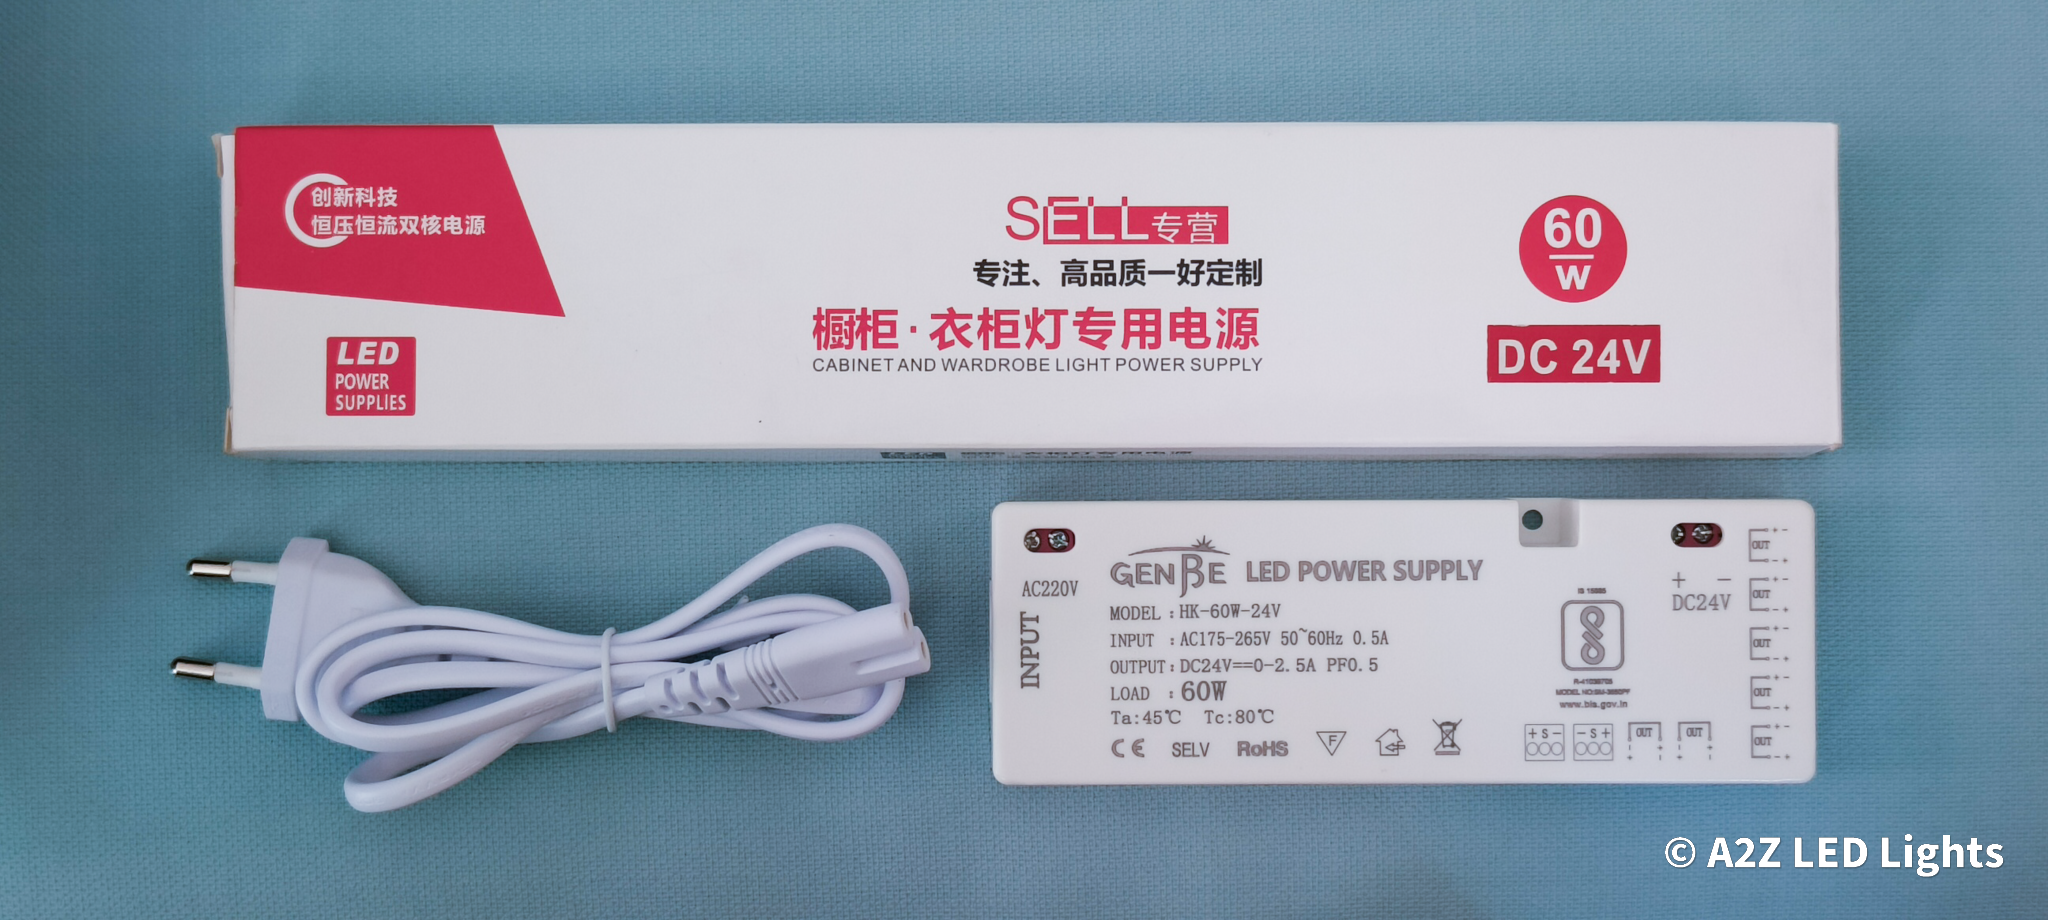 创新科技
恒压恒流双核电源
LED
POWER
SUPPLIES
SELL专营
专注、高品质一好定制
橱柜·衣柜灯专用电源
CABINET AND WARDROBE LIGHT POWER SUPPLY
60
W
DC 24V
AC220V
INPUT
GENBE LED POWER SUPPLY
MODEL:HK-60W-24V
INPUT :AC175-265V 50~60Hz 0.5A
OUTPUT:DC24V==0-2.5A PF0.5
LOAD :60W
Ta:45℃ Tc:80℃
CE SELV RoHS F
www.bis.gov.in
+ S -
- S +
OUT
OUT
+ -
DC24V
OUT
OUT
OUT
OUT
OUT
© A2Z LED Lights